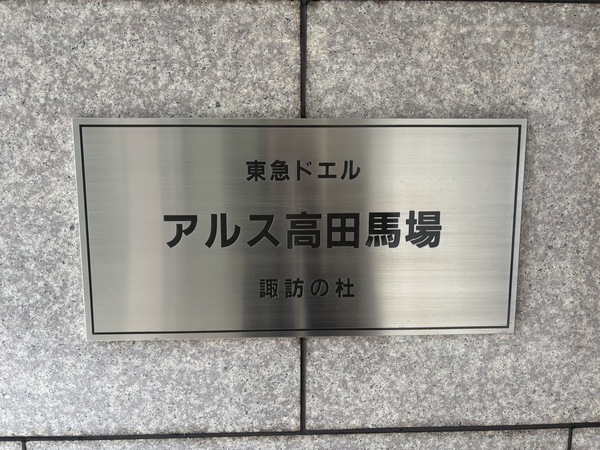 東急ドエル
アルス高田馬場
諏訪の杜